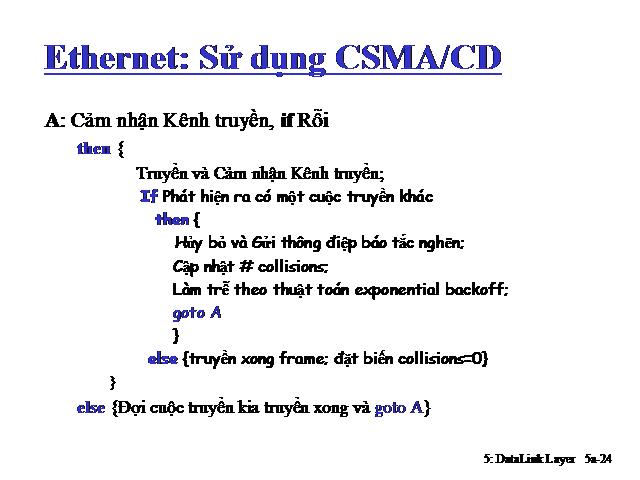 Ethernet: Sử dụng CSMA/CD
A: Cảm nhận Kênh truyền, if Rỗi
then {
Truyền và Cảm nhận Kênh truyền;
If Phát hiện ra có một cuộc truyền khác
then {
Hủy bỏ và Gửi thông điệp báo tắc nghẽn;
Cập nhật # collisions;
Làm trễ theo thuật toán exponential backoff;
goto A
}
else {truyền xong frame; đặt biến collisions=0}
}
else {Đợi cuộc truyền kia truyền xong và goto A}
5: DataLink Layer 5a-24